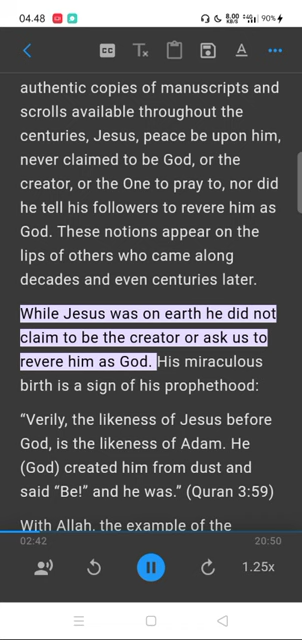 04.48
8,00
KB/S
4G
90%
CC
authentic copies of manuscripts and
scrolls available throughout the
centuries, Jesus, peace be upon him,
never claimed to be God, or the
creator, or the One to pray to, nor did
he tell his followers to revere him as
God. These notions appear on the
lips of others who came along
decades and even centuries later.
While Jesus was on earth he did not
claim to be the creator or ask us to
revere him as God. His miraculous
birth is a sign of his prophethood:
“Verily, the likeness of Jesus before
God, is the likeness of Adam. He
(God) created him from dust and
said “Be!” and he was.” (Quran 3:59)
With Allah, the example of the
02:42
20:50
1.25x